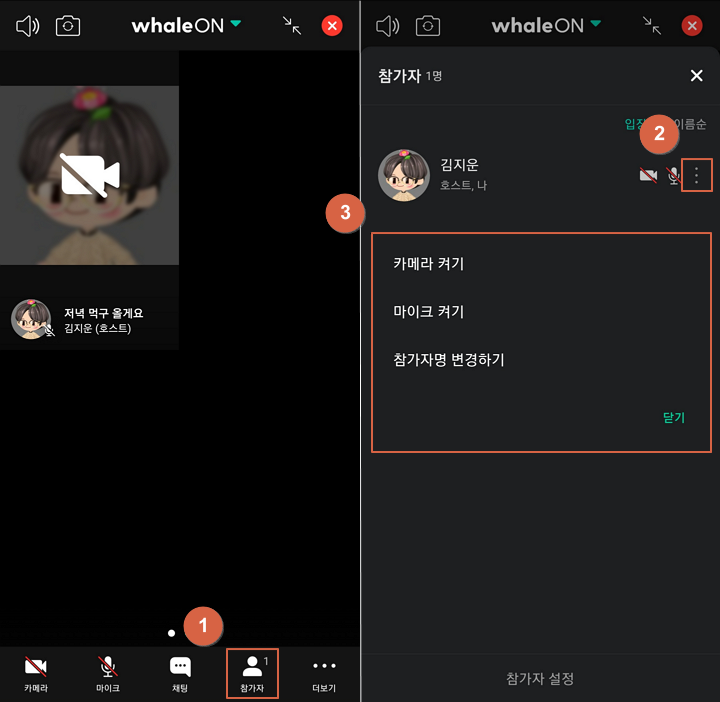 whaleON
저녁 먹구 올게요
김지운 (호스트)
1
카메라
마이크
채팅
1
참가자
더보기
whaleON
참가자 1명
입장
이름순
2
김지운
호스트, 나
3
카메라 켜기
마이크 켜기
참가자명 변경하기
닫기
참가자 설정